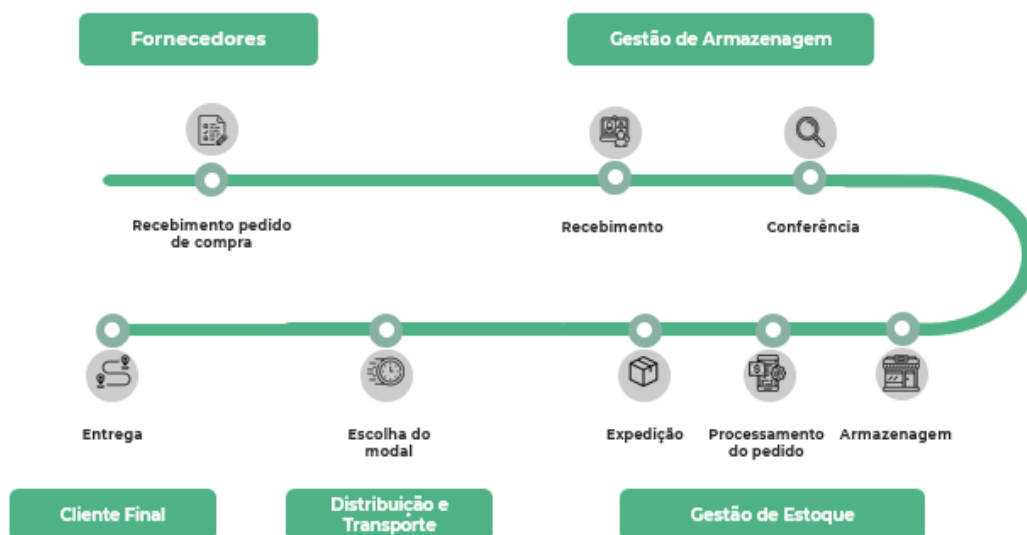 Fornecedores
Gestão de Armazenagem
Recebimento pedido
de compra
Recebimento
Conferência
Entrega
Escolha do
modal
Expedição
Processamento
do pedido
Armazenagem
Cliente Final
Distribuição e
Transporte
Gestão de Estoque